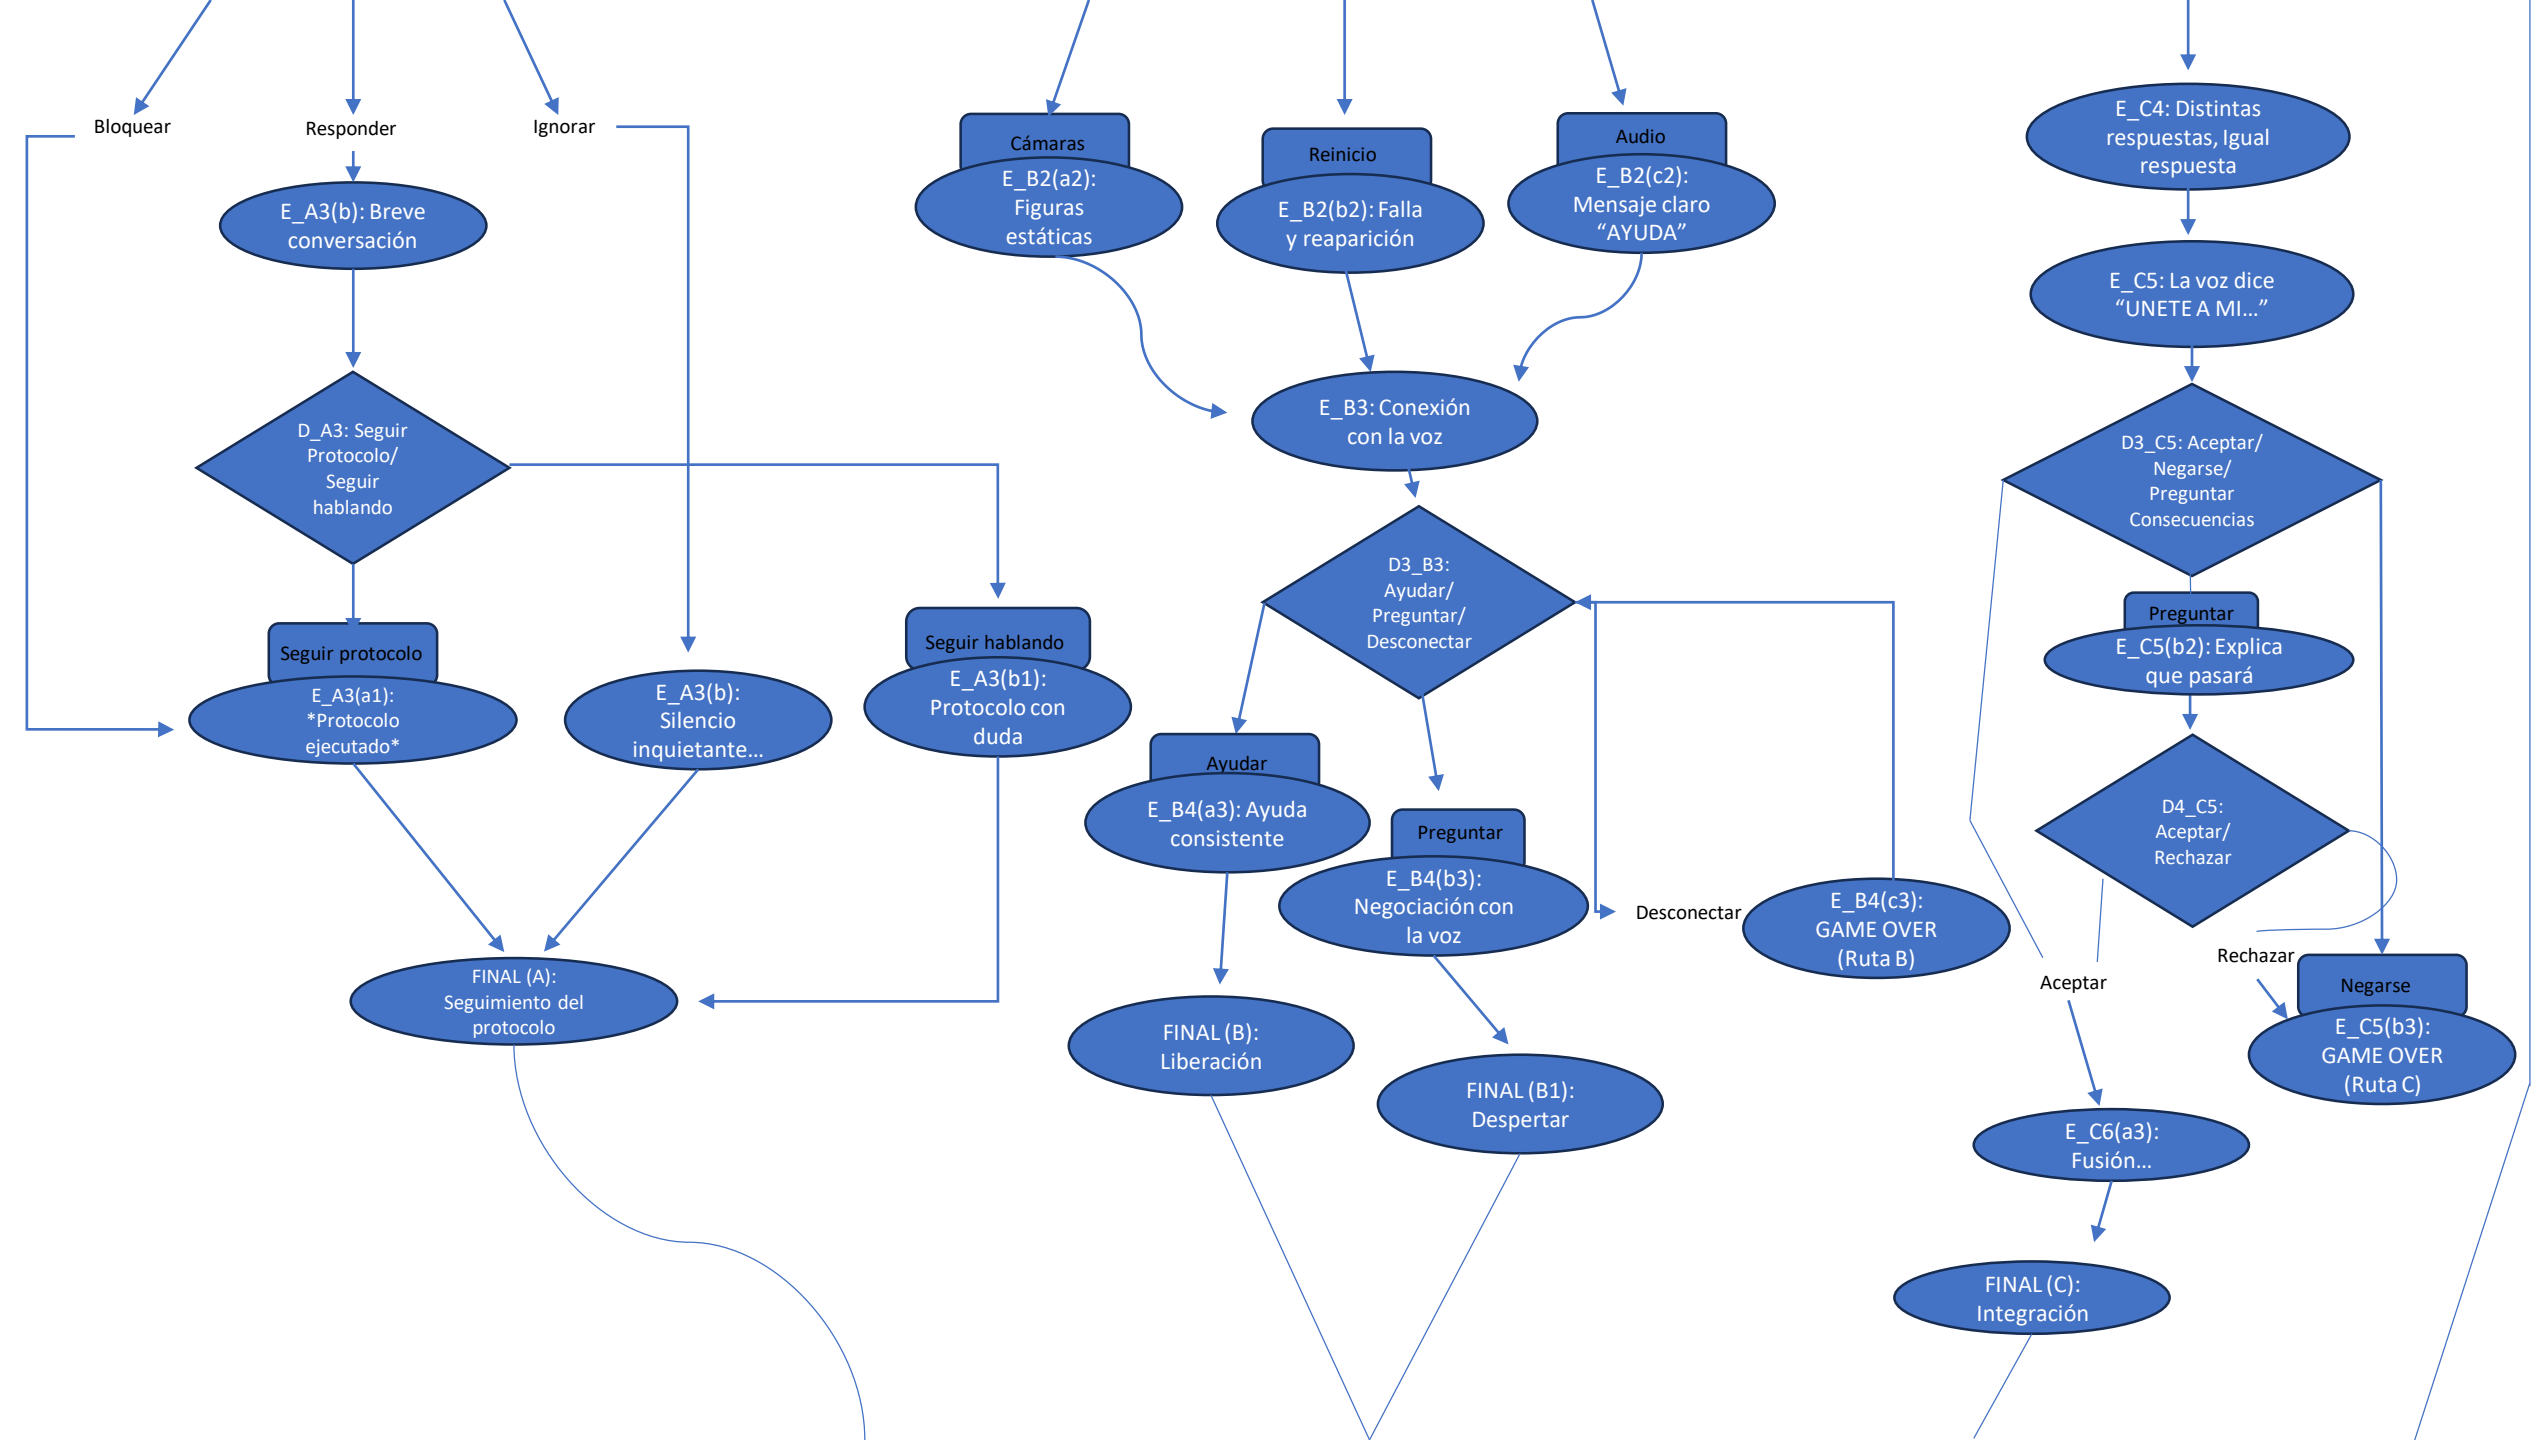 Bloquear
Responder
Ignorar
E_A3(b): Breve
conversación
D_A3: Seguir
Protocolo/
Seguir
hablando
Seguir protocolo
E_A3(a1):
*Protocolo
ejecutado*
E_A3(b):
Silencio
inquietante...
Seguir hablando
E_A3(b1):
Protocolo con
duda
FINAL (A):
Seguimiento del
protocolo
Cámaras
E_B2(a2):
Figuras
estáticas
Reinicio
E_B2(b2): Falla
y reaparición
Audio
E_B2(c2):
Mensaje claro
“AYUDA”
E_B3: Conexión
con la voz
D3_B3:
Ayudar/
Preguntar/
Desconectar
Ayudar
E_B4(a3): Ayuda
consistente
Preguntar
E_B4(b3):
Negociación con
la voz
Desconectar
E_B4(c3):
GAME OVER
(Ruta B)
FINAL (B):
Liberación
FINAL (B1):
Despertar
E_C4: Distintas
respuestas, Igual
respuesta
E_C5: La voz dice
“UNETE A MI...”
D3_C5: Aceptar/
Negarse/
Preguntar
Consecuencias
Preguntar
E_C5(b2): Explica
que pasará
D4_C5:
Aceptar/
Rechazar
Aceptar
Rechazar
Negarse
E_C5(b3):
GAME OVER
(Ruta C)
E_C6(a3):
Fusión...
FINAL (C):
Integración